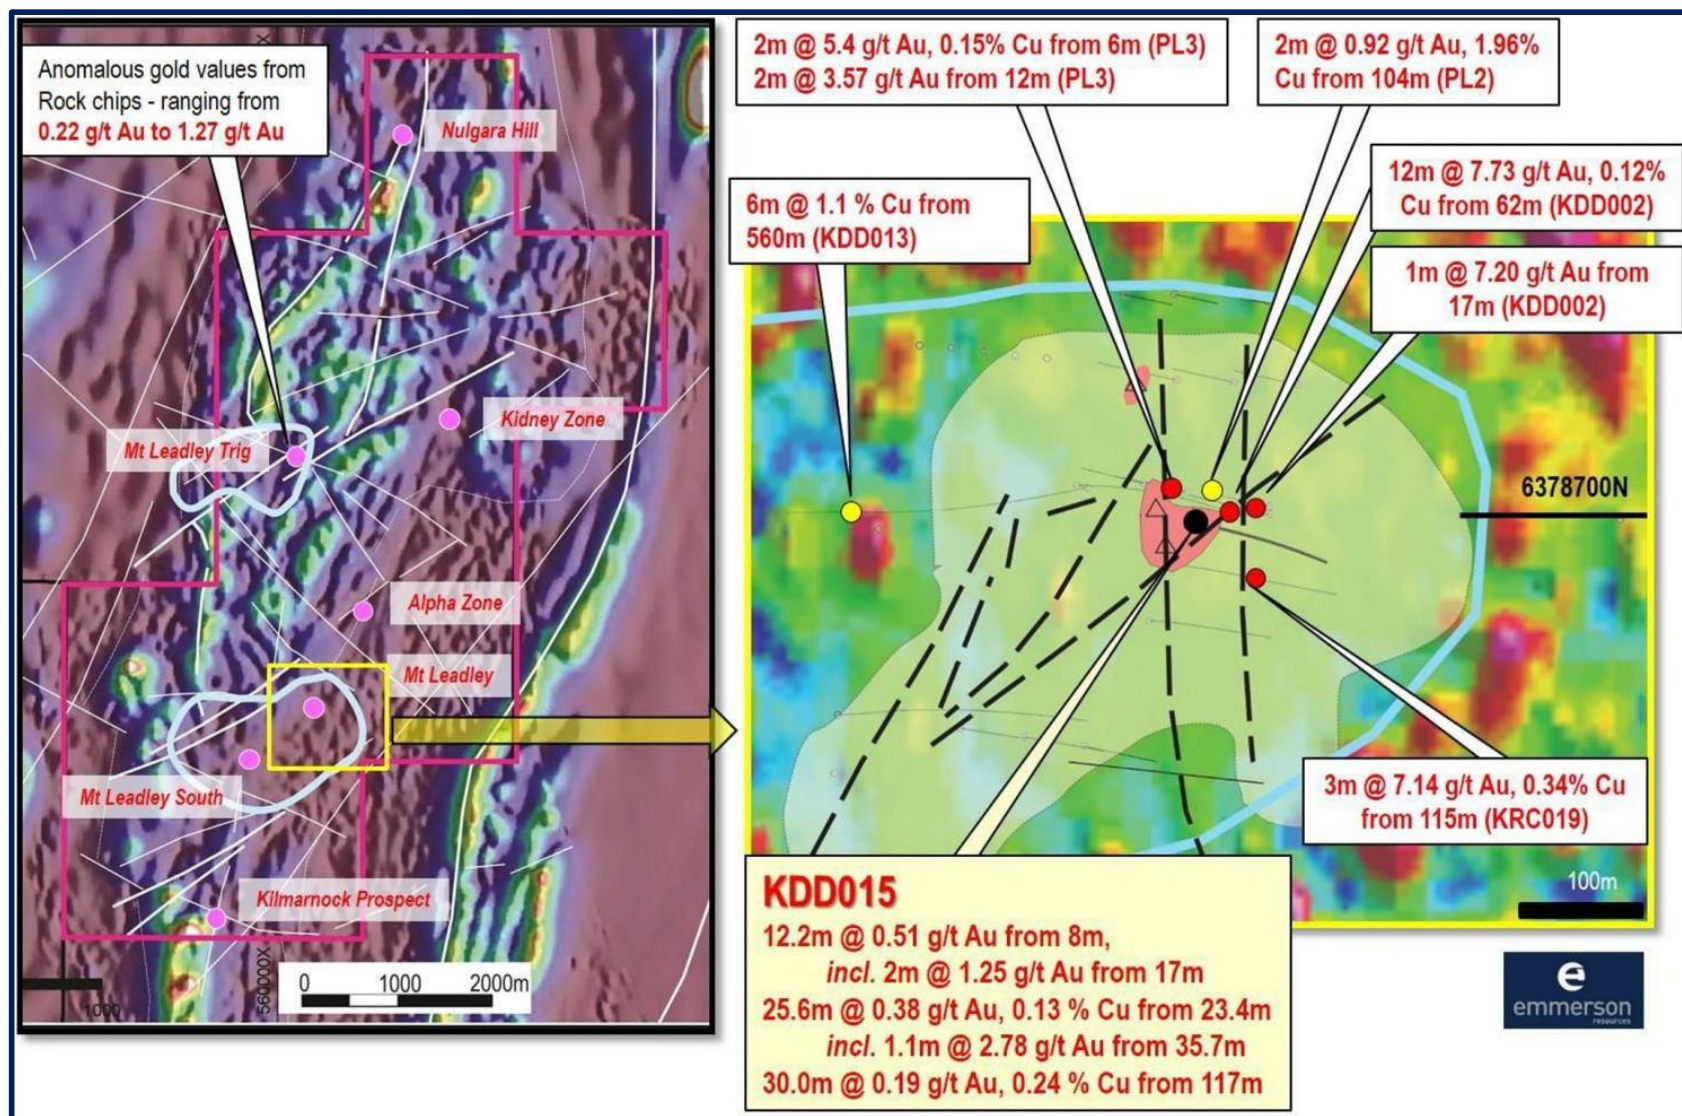 Anomalous gold values from
Rock chips - ranging from
0.22 g/t Au to 1.27 g/t Au
Nulgara Hill
Kidney Zone
Mt Leadley Trig
Alpha Zone
Mt Leadley
Mt Leadley South
Kilmarnock Prospect
1000
560000X
0 1000 2000m
2m @ 5.4 g/t Au, 0.15% Cu from 6m (PL3)
2m @ 3.57 g/t Au from 12m (PL3)
2m @ 0.92 g/t Au, 1.96%
Cu from 104m (PL2)
6m @ 1.1 % Cu from
560m (KDD013)
12m @ 7.73 g/t Au, 0.12%
Cu from 62m (KDD002)
1m @ 7.20 g/t Au from
17m (KDD002)
6378700N
3m @ 7.14 g/t Au, 0.34% Cu
from 115m (KRC019)
100m
KDD015
12.2m @ 0.51 g/t Au from 8m,
incl. 2m @ 1.25 g/t Au from 17m
25.6m @ 0.38 g/t Au, 0.13 % Cu from 23.4m
incl. 1.1m @ 2.78 g/t Au from 35.7m
30.0m @ 0.19 g/t Au, 0.24 % Cu from 117m
e
emmerson
resources